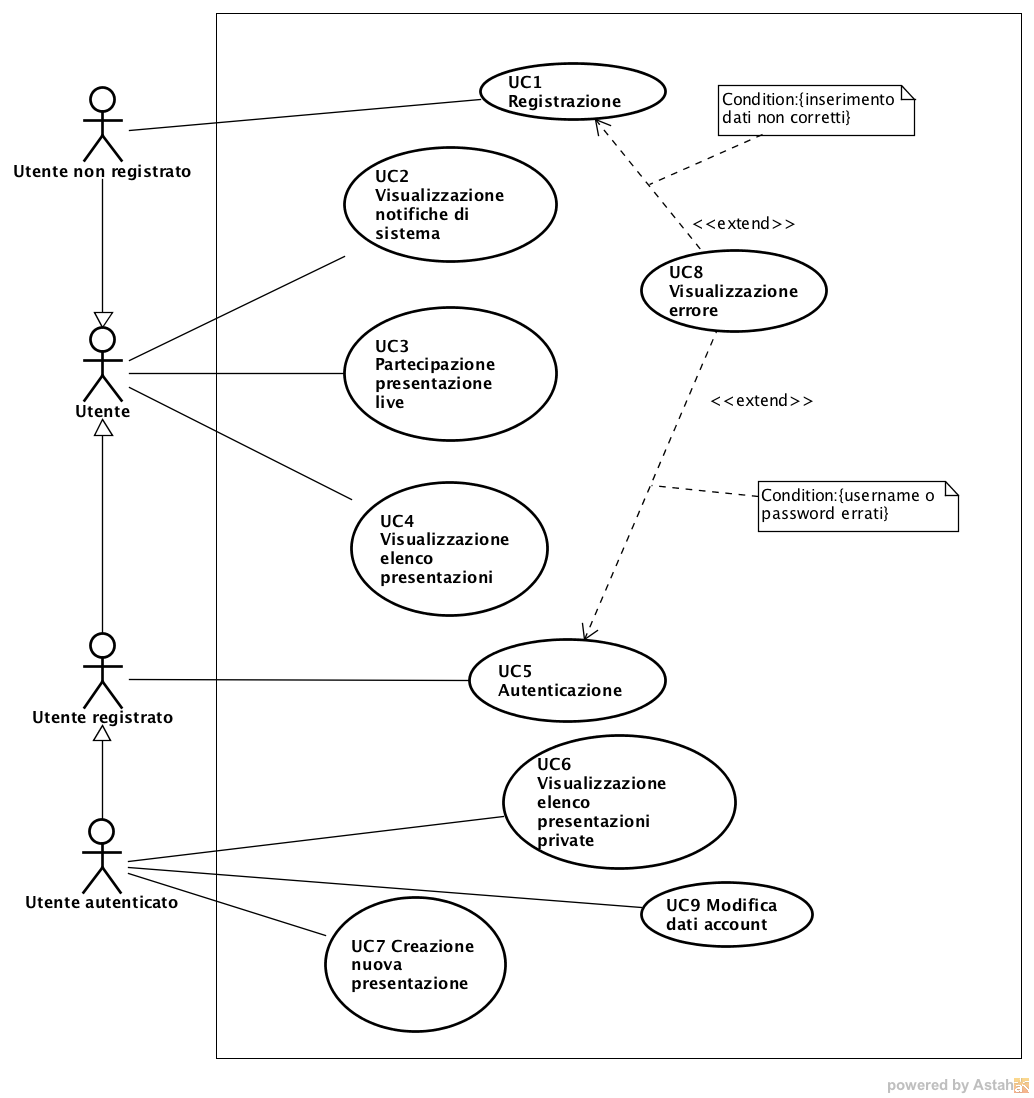 UC1
Registrazione
Condition:{inserimento
dati non corretti}
Utente non registrato
UC2
Visualizzazione
notifiche di
sistema
<<extend>>
UC8
Visualizzazione
errore
UC3
Partecipazione
presentazione
live
Utente
<<extend>>
Condition:{username o
password errati}
UC4
Visualizzazione
elenco
presentazioni
UC5
Autenticazione
Utente registrato
UC6
Visualizzazione
elenco
presentazioni
private
Utente autenticato
UC9 Modifica
dati account
UC7 Creazione
nuova
presentazione
powered by Astah